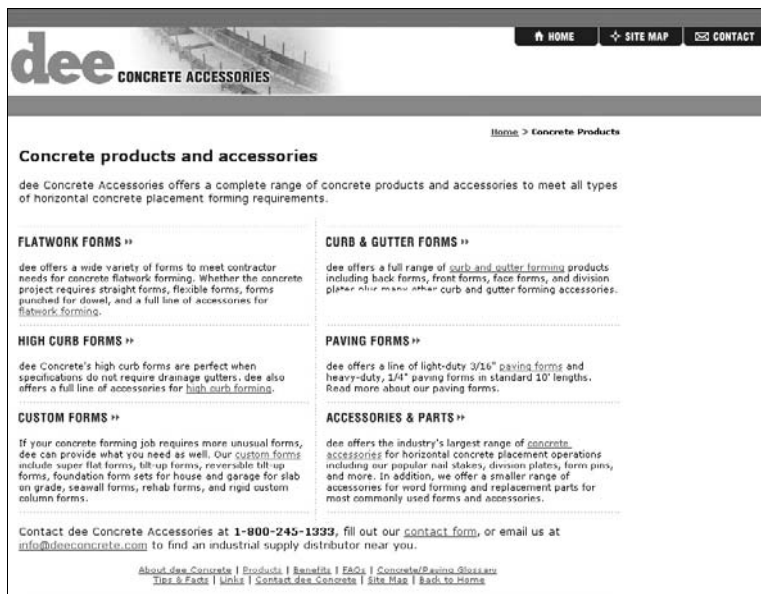 HOME SITE MAP CONTACT
dee CONCRETE ACCESSORIES
Home > Concrete Products
Concrete products and accessories
dee Concrete Accessories offers a complete range of concrete products and accessories to meet all types
of horizontal concrete placement forming requirements.
FLATWORK FORMS »
dee offers a wide variety of forms to meet contractor
needs for concrete flatwork forming. Whether the concrete
project requires straight forms, flexible forms, forms
punched for dowel, and a full line of accessories for
flatwork forming.
CURB & GUTTER FORMS »
dee offers a full range of curb and gutter forming products
including back forms, front forms, face forms, and division
plates plus many other curb and gutter forming accessories.
HIGH CURB FORMS »
dee Concrete's high curb forms are perfect when
specifications do not require drainage gutters. dee also
offers a full line of accessories for high curb forming.
PAVING FORMS »
dee offers a line of light-duty 3/16" paving forms and
heavy-duty, 1/4" paving forms in standard 10' lengths.
Read more about our paving forms.
CUSTOM FORMS »
If your concrete forming job requires more unusual forms,
dee can provide what you need as well. Our custom forms
include super flat forms, tilt-up forms, reversible tilt-up
forms, foundation form sets for house and garage for slab
on grade, seawall forms, rehab forms, and rigid custom
column forms.
ACCESSORIES & PARTS »
dee offers the industry's largest range of concrete
accessories for horizontal concrete placement operations
including our popular nail stakes, division plates, form pins,
and more. In addition, we offer a smaller range of
accessories for word forming and replacement parts for
most commonly used forms and accessories.
Contact dee Concrete Accessories at 1-800-245-1333, fill out our contact form, or email us at
info@deeconcrete.com to find an industrial supply distributor near you.
About dee Concrete | Products | Benefits | FAQs | Concrete/Paving Glossary
Tips & Facts | Links | Contact dee Concrete | Site Map | Back to Home